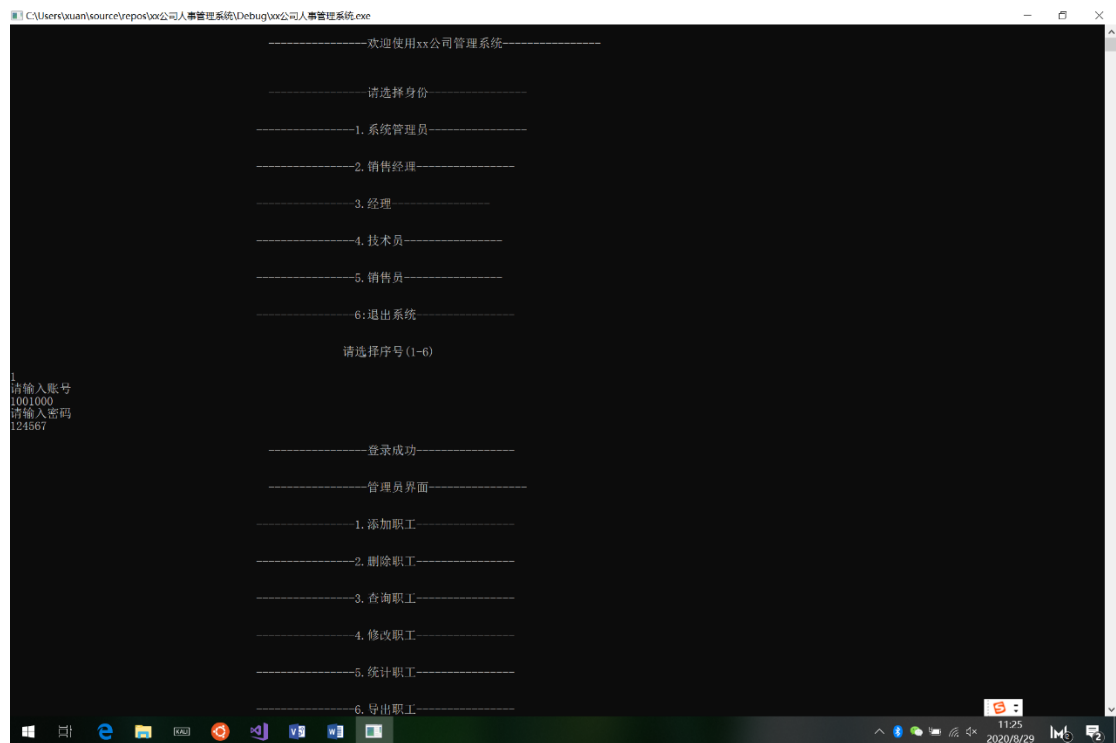 C:\Users\xuan\source\repos\xx公司人事管理系统\Debug\xx公司人事管理系统.exe
----------------欢迎使用xx公司管理系统----------------
----------------请选择身份----------------
----------------1.系统管理员----------------
----------------2.销售经理----------------
----------------3.经理----------------
----------------4.技术员----------------
----------------5.销售员----------------
----------------6:退出系统----------------
请选择序号(1-6)
1
请输入账号
1001000
请输入密码
124567
----------------登录成功----------------
----------------管理员界面----------------
----------------1.添加职工----------------
----------------2.删除职工----------------
----------------3.查询职工----------------
----------------4.修改职工----------------
----------------5.统计职工----------------
----------------6.导出职工----------------
KALI
11:25
2020/8/29